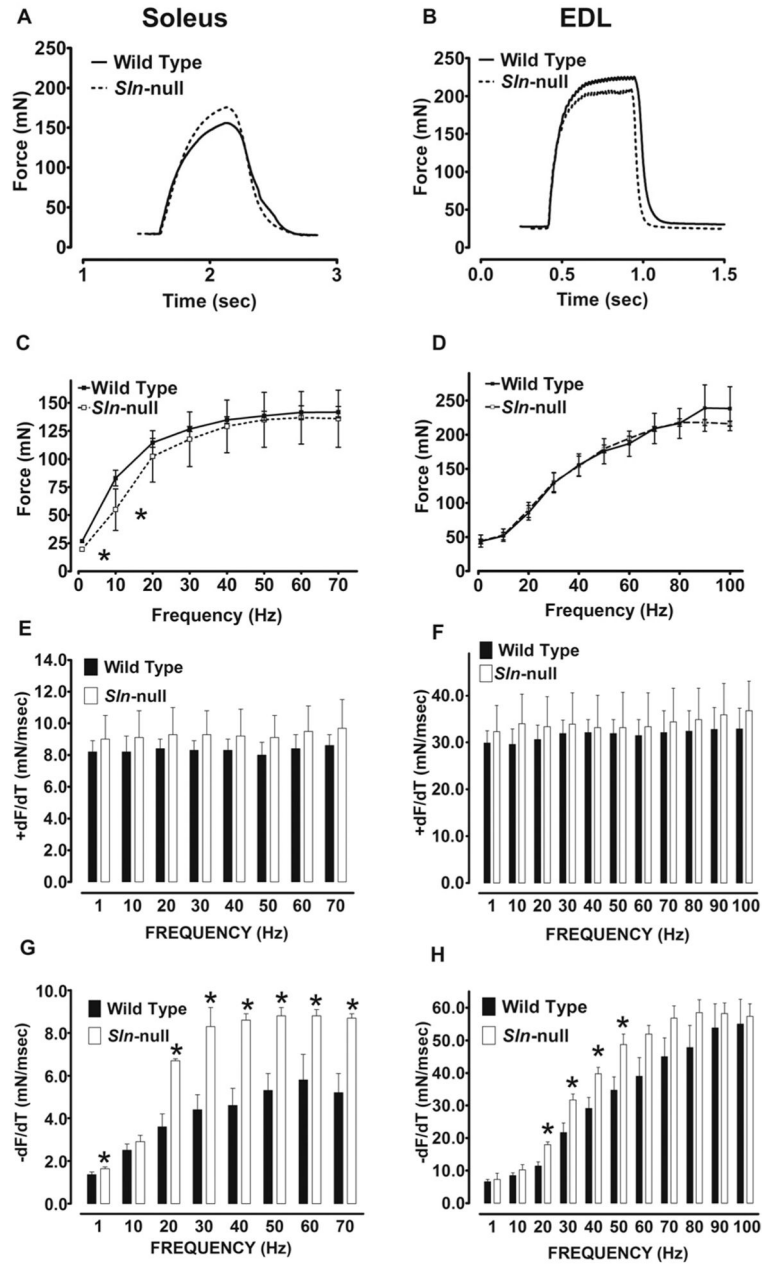 A
Soleus
B
EDL
Wild Type
Sln-null
250
200
150
100
50
0
Force (mN)
1
2
3
Time (sec)
Wild Type
Sln-null
250
200
150
100
50
0
Force (mN)
0.0
0.5
1.0
1.5
Time (sec)
C
Wild Type
Sln-null
150
125
100
75
50
25
0
Force (mN)
*
*
0 10 20 30 40 50 60 70
Frequency (Hz)
D
Wild Type
Sln-null
250
200
150
100
50
0
Force (mN)
0 20 40 60 80 100
Frequency (Hz)
E
Wild Type
Sln-null
14.0
12.0
10.0
8.0
6.0
4.0
2.0
0.0
+dF/dT (mN/msec)
1 10 20 30 40 50 60 70
FREQUENCY (Hz)
F
Wild Type
Sln-null
40.0
30.0
20.0
10.0
0.0
+dF/dT (mN/msec)
1 10 20 30 40 50 60 70 80 90 100
FREQUENCY (Hz)
G
Wild Type
Sln-null
10.0
8.0
6.0
4.0
2.0
0.0
-dF/dT (mN/msec)
* * * * * * *
1 10 20 30 40 50 60 70
FREQUENCY (Hz)
H
Wild Type
Sln-null
60.0
50.0
40.0
30.0
20.0
10.0
0.0
-dF/dT (mN/msec)
* * * *
1 10 20 30 40 50 60 70 80 90 100
FREQUENCY (Hz)